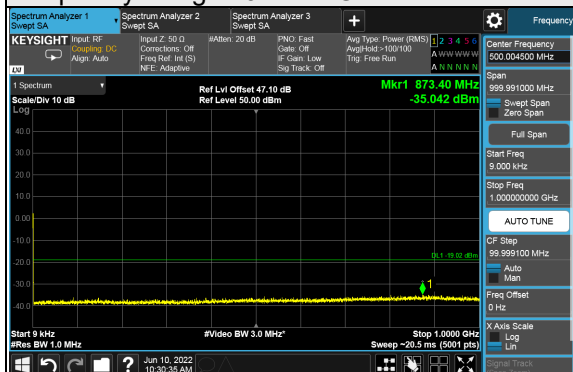 Spectrum Analyzer 1
Swept SA
Spectrum Analyzer 2
Swept SA
Spectrum Analyzer 3
Swept SA
+
Frequency
KEYSIGHT
LXI
Input: RF
Coupling: DC
Align: Auto
Input Z: 50 Ω
Corrections: Off
Freq Ref: Int (S)
NFE: Adaptive
#Atten: 20 dB
PNO: Fast
Gate: Off
IF Gain: Low
Sig Track: Off
Avg Type: Power (RMS)
Avg|Hold:>100/100
Trig: Free Run
1 2 3 4 5 6
A W W W W W
A N N N N N
1 Spectrum
Scale/Div 10 dB
Log
Ref Lvl Offset 47.10 dB
Ref Level 50.00 dBm
Mkr1 873.40 MHz
-35.042 dBm
40.0
30.0
20.0
10.0
0.00
-10.0
-20.0
-30.0
-40.0
DL1 -19.02 dBm
1
Start 9 kHz
#Res BW 1.0 MHz
#Video BW 3.0 MHz*
Stop 1.0000 GHz
Sweep ~20.5 ms (5001 pts)
?
Jun 10, 2022
10:30:35 AM
Center Frequency
500.004500 MHz
Span
999.991000 MHz
Swept Span
Zero Span
Full Span
Start Freq
9.000 kHz
Stop Freq
1.000000000 GHz
AUTO TUNE
CF Step
99.999100 MHz
Auto
Man
Freq Offset
0 Hz
X Axis Scale
Log
Lin
Signal Track